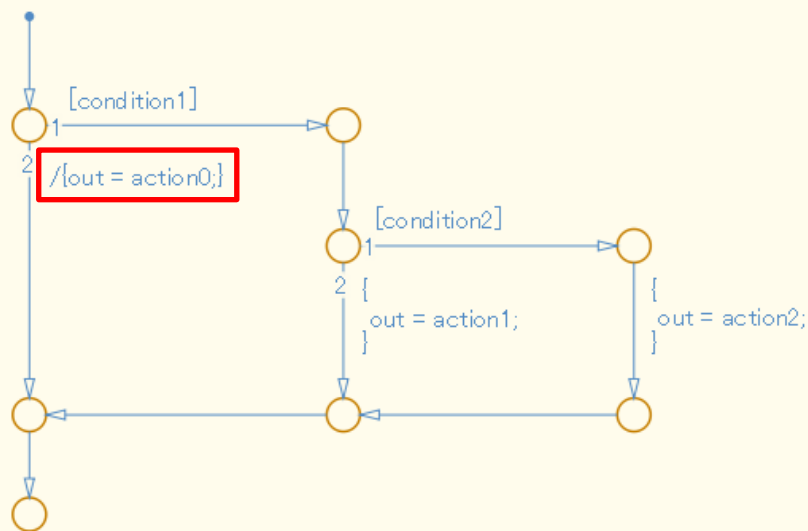 [condition1]
1
2
/{out = action0;}
[condition2]
1
2
{
out = action1;
}
{
out = action2;
}